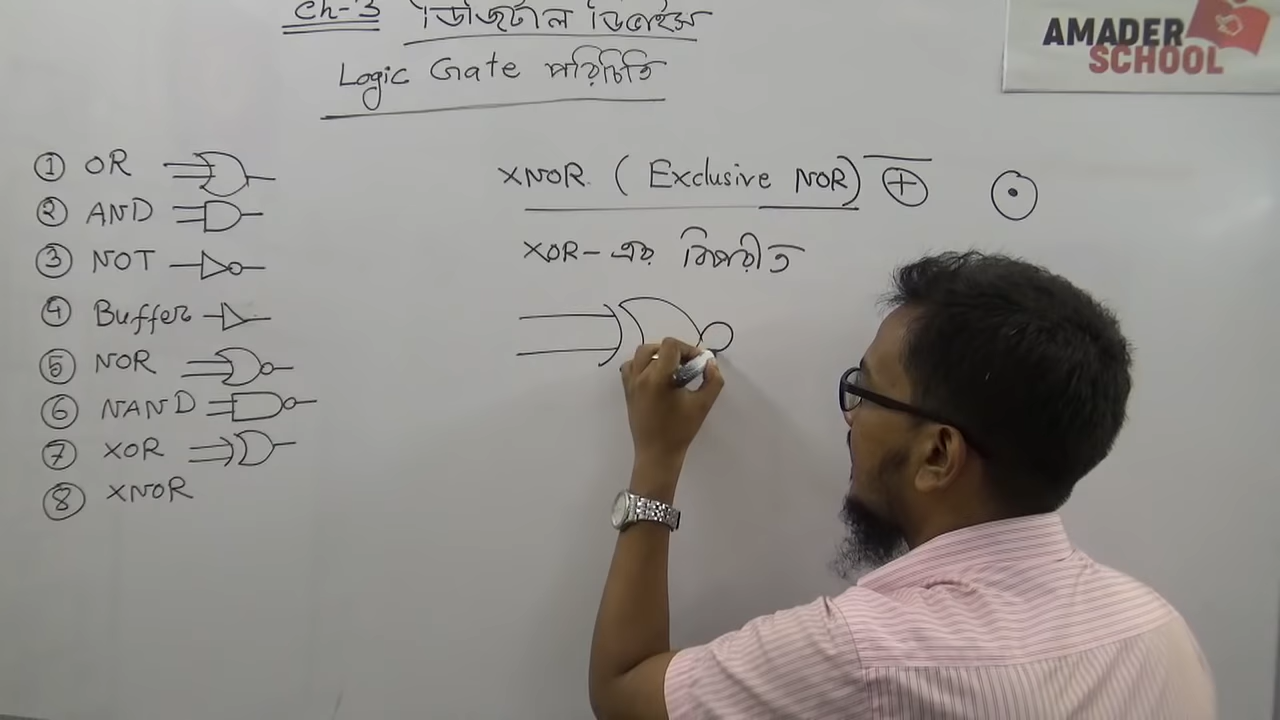 Ch-3 ডিজিটাল ডিভাইস
Logic Gate পরিচিতি
AMADER
SCHOOL
① OR
② AND
③ NOT
④ Buffer
⑤ NOR
⑥ NAND
⑦ XOR
⑧ XNOR
XNOR (Exclusive NOR) ⊕ ⊙
XOR-এর বিপরীত